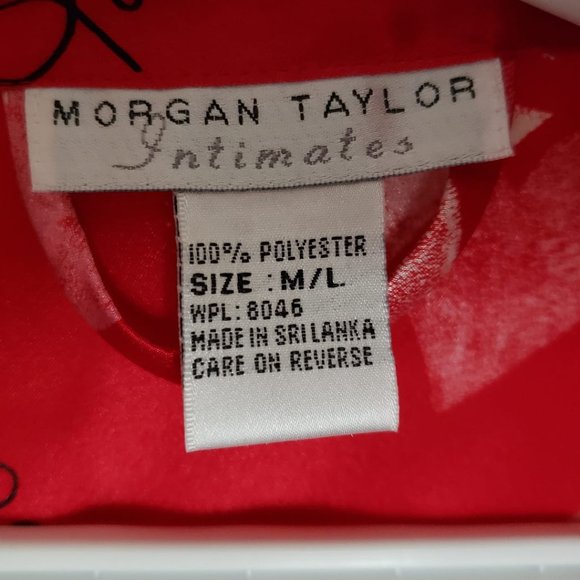 MORGAN TAYLOR
Intimates
100% POLYESTER
SIZE : M/L
WPL: 8046
MADE IN SRILANKA
CARE ON REVERSE